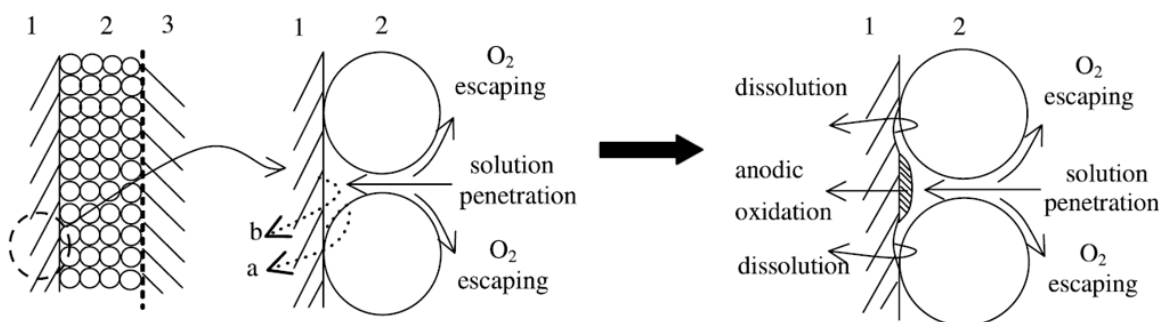 1 2 3
1 2
O₂
escaping
solution
penetration
b
a
O₂
escaping
1 2
dissolution
anodic
oxidation
dissolution
O₂
escaping
solution
penetration
O₂
escaping